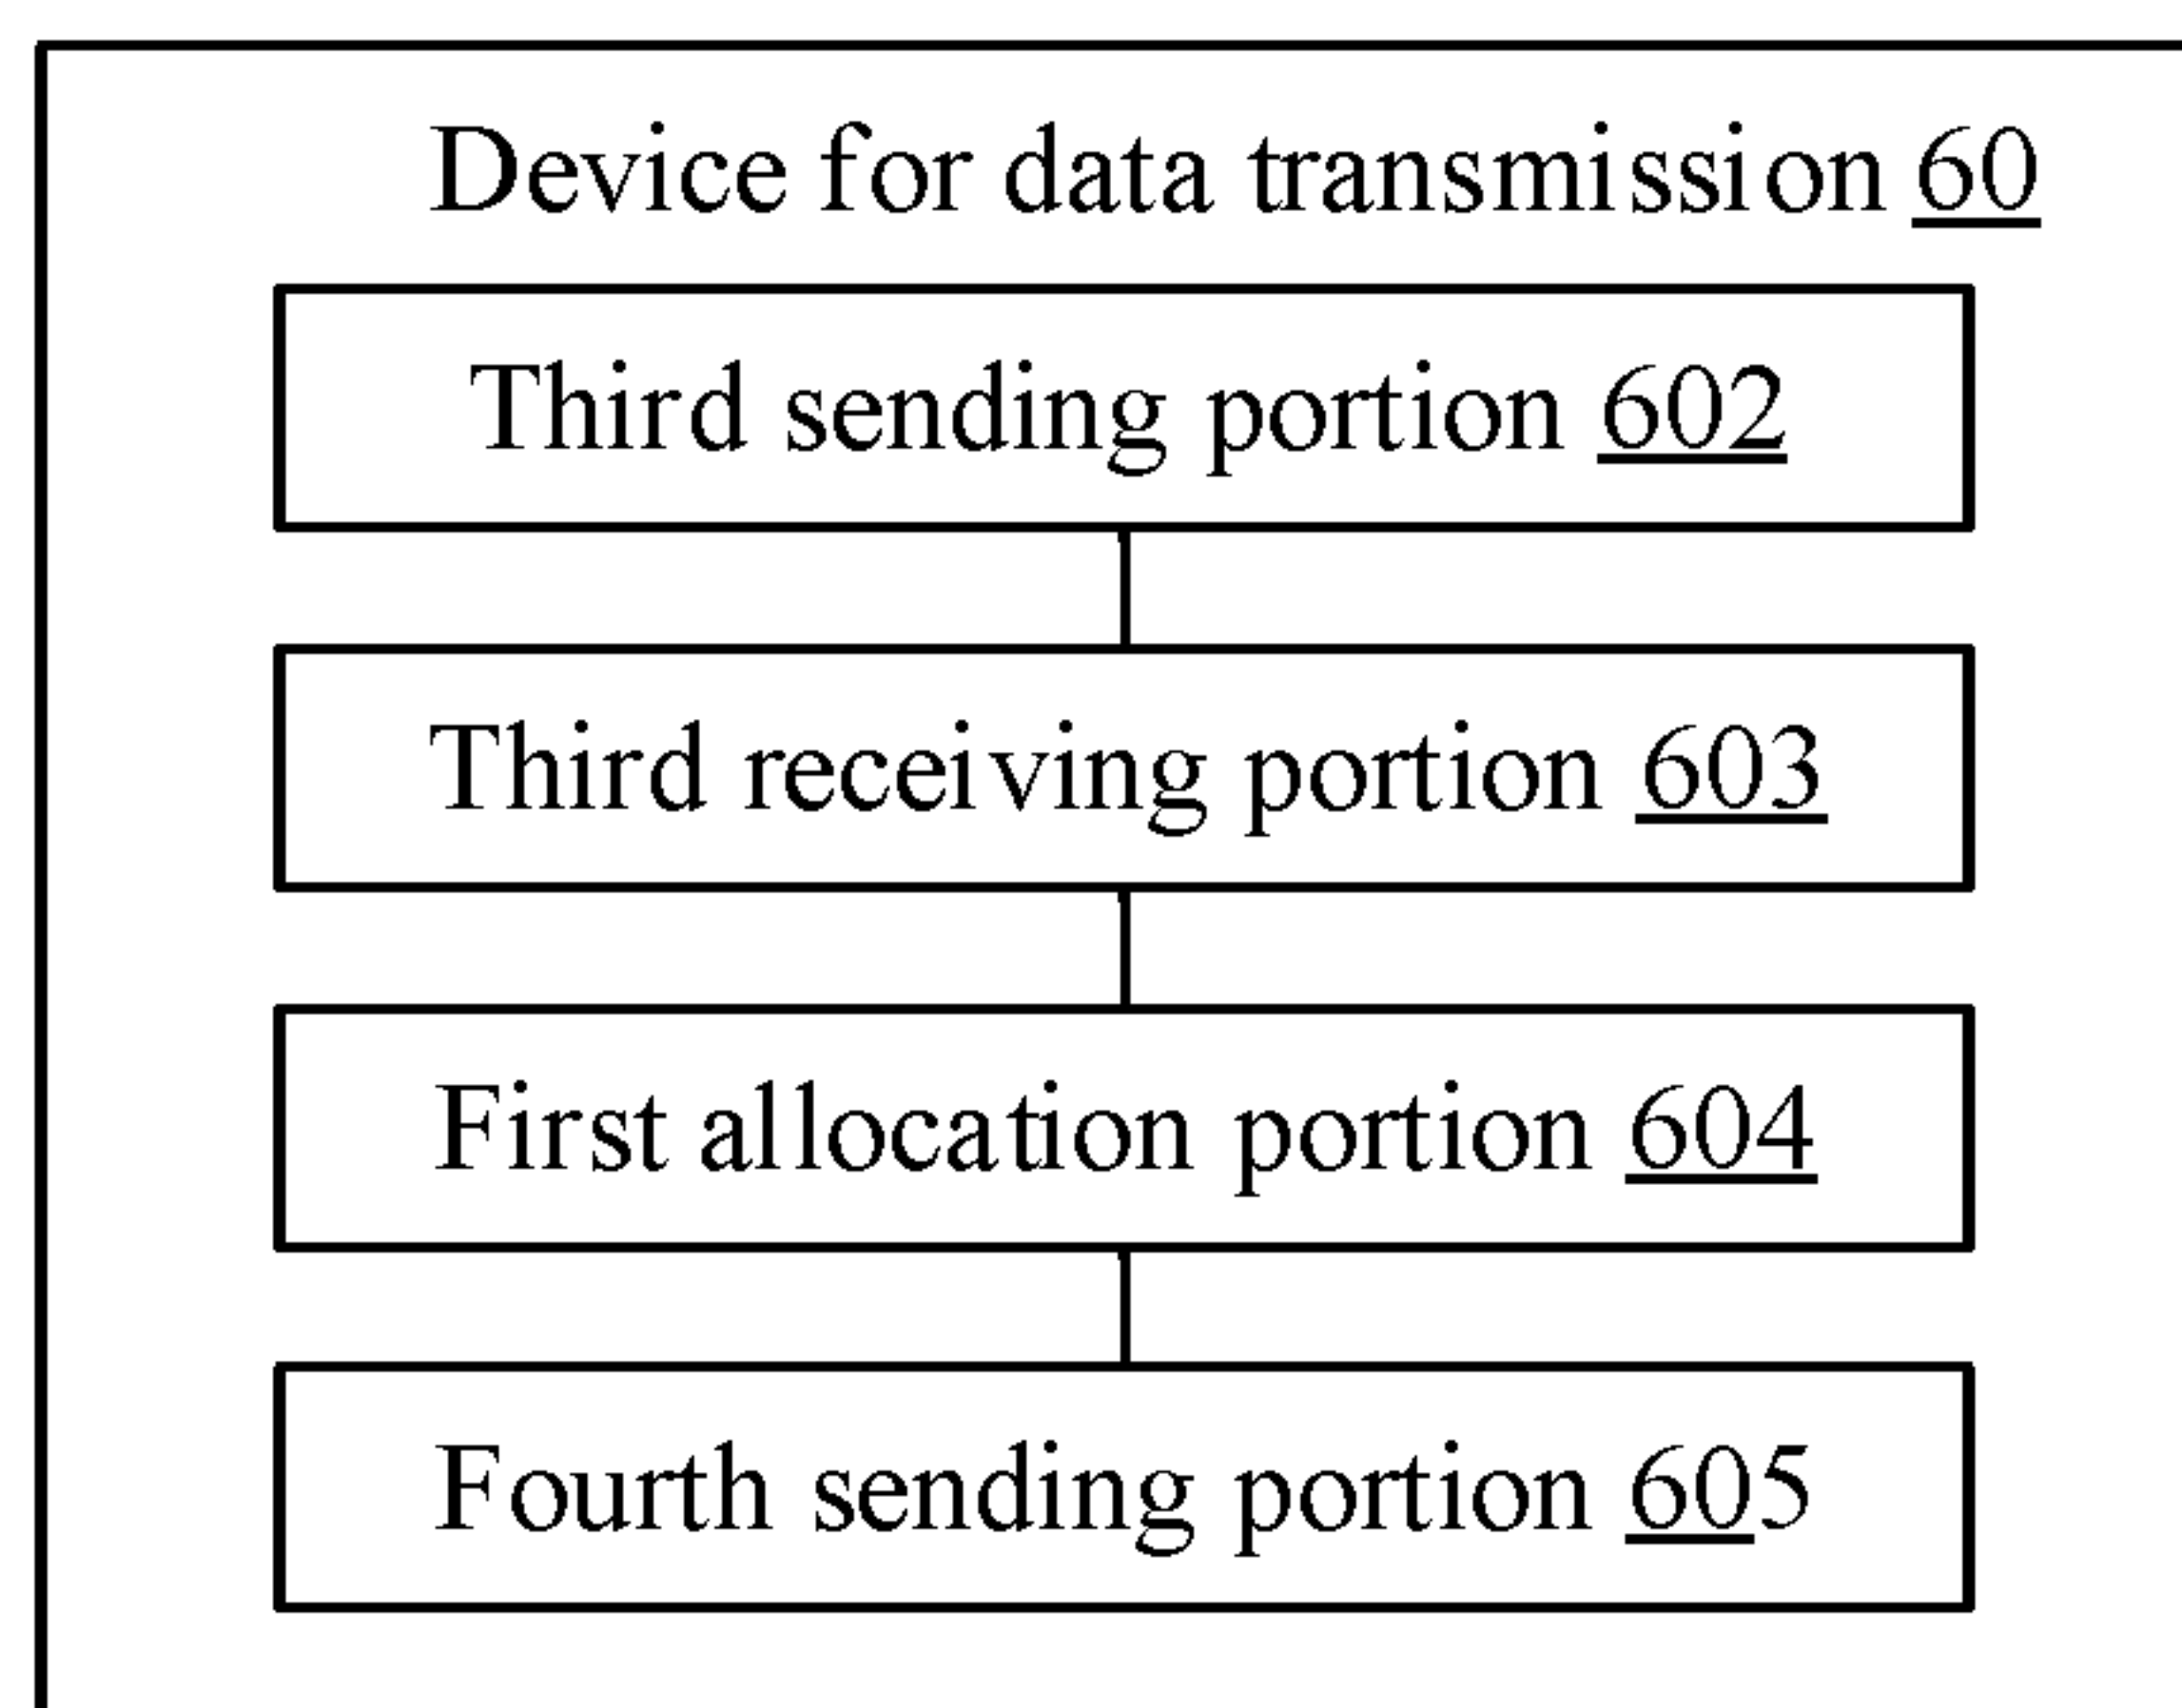 Device for data transmission 60
Third sending portion 602
Third receiving portion 603
First allocation portion 604
Fourth sending portion 605